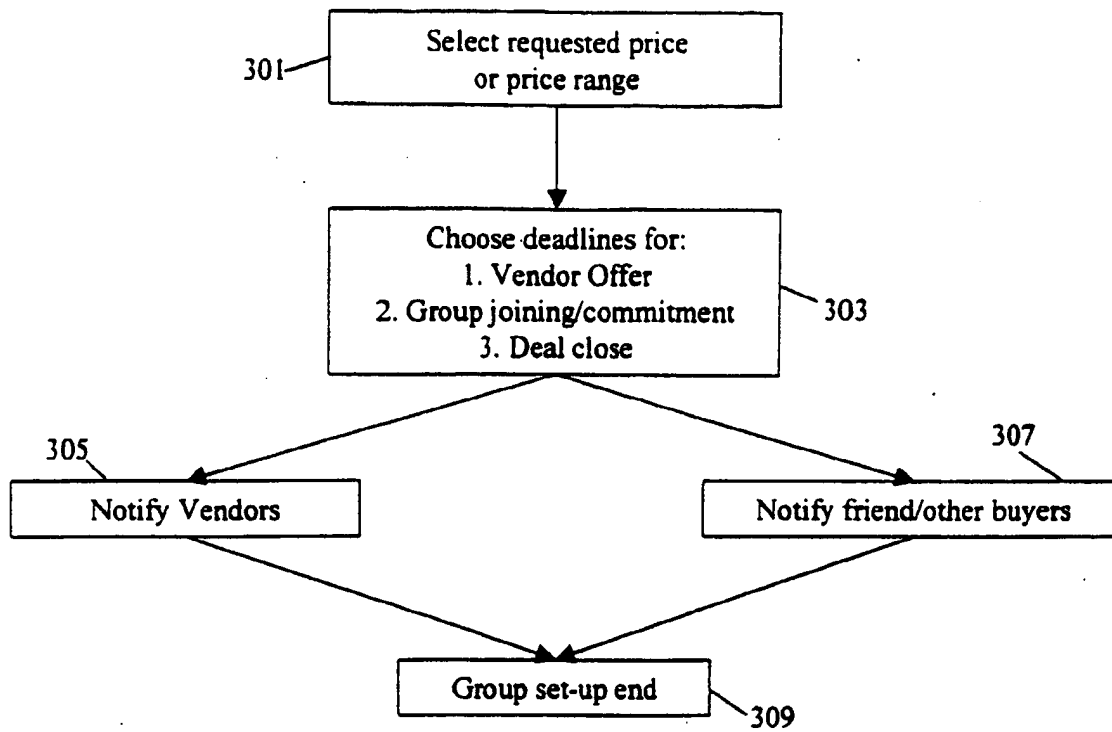 Select requested price
or price range
301
Choose deadlines for:
1. Vendor Offer
2. Group joining/commitment
3. Deal close
303
305
Notify Vendors
307
Notify friend/other buyers
Group set-up end
309